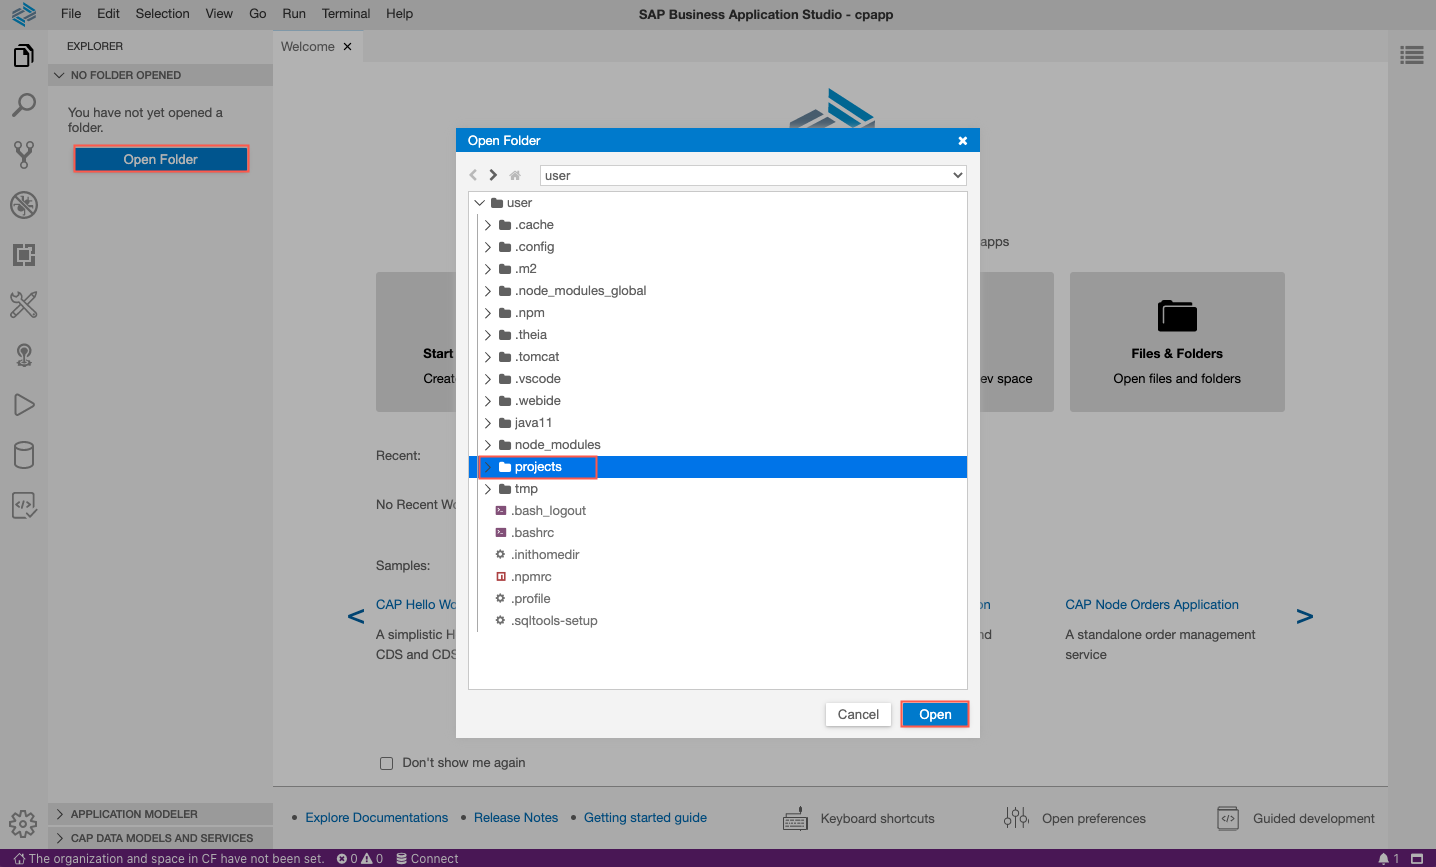 File Edit Selection View Go Run Terminal Help
SAP Business Application Studio - cpapp
EXPLORER
NO FOLDER OPENED
You have not yet opened a
folder.
Open Folder
Welcome
apps
Start
Create
ev space
Files & Folders
Open files and folders
Recent:
No Recent Wo
Samples:
CAP Hello Wo
A simplistic H
CDS and CDS
on
nd
CAP Node Orders Application
A standalone order management
service
Open Folder
user
user
.cache
.config
.m2
.node_modules_global
.npm
.theia
.tomcat
.vscode
.webide
java11
node_modules
projects
tmp
.bash_logout
.bashrc
.inithomedir
.npmrc
.profile
.sqltools-setup
Cancel
Open
Don't show me again
APPLICATION MODELER
CAP DATA MODELS AND SERVICES
Explore Documentations
Release Notes
Getting started guide
Keyboard shortcuts
Open preferences
Guided development
The organization and space in CF have not been set. 0 0 Connect
1